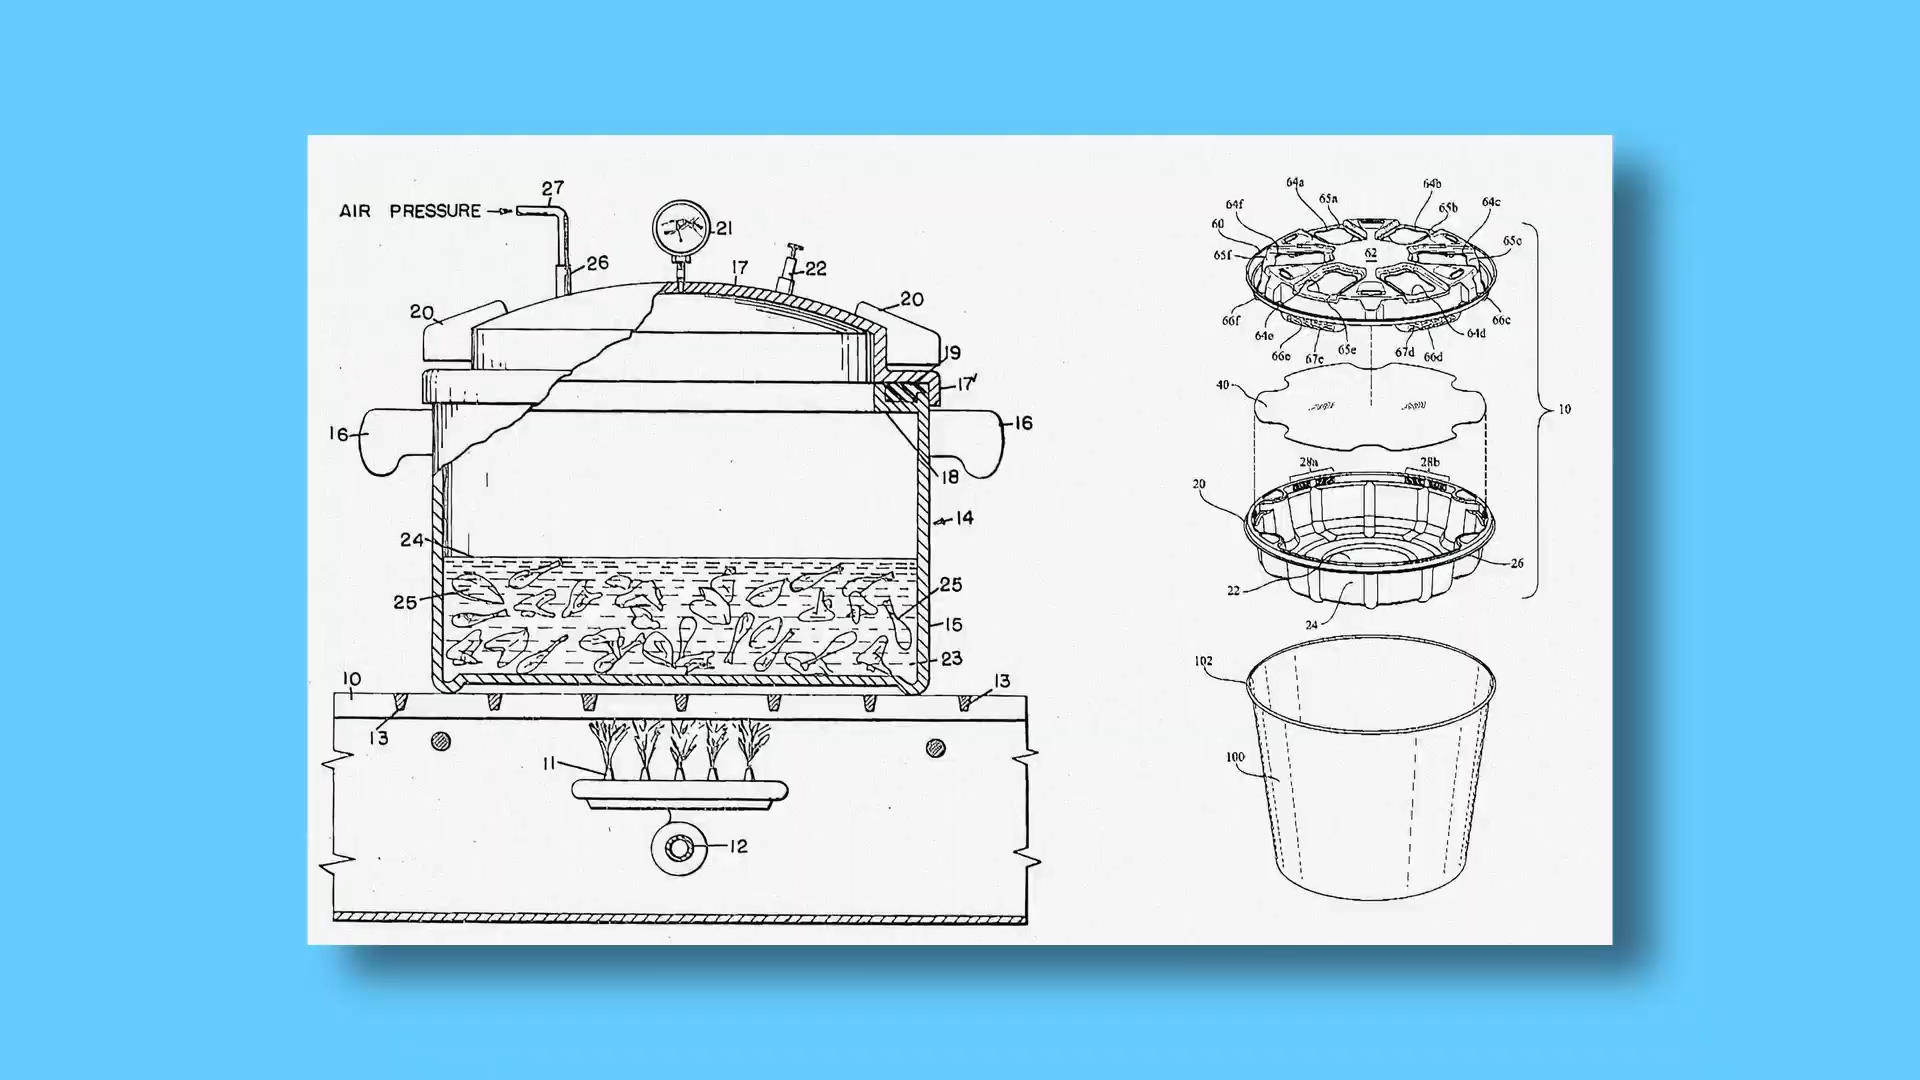 27
AIR PRESSURE
21
26
17
22
20
20
19
17'
16
16
18
14
24
25
25
15
23
10
13
13
11
12
64a
64b
65a
64f
64c
65b
60
65c
65f
62
66f
66c
64e
64d
66e
65e
67e
67d
66d
40
10
28a
28b
20
26
22
24
102
100